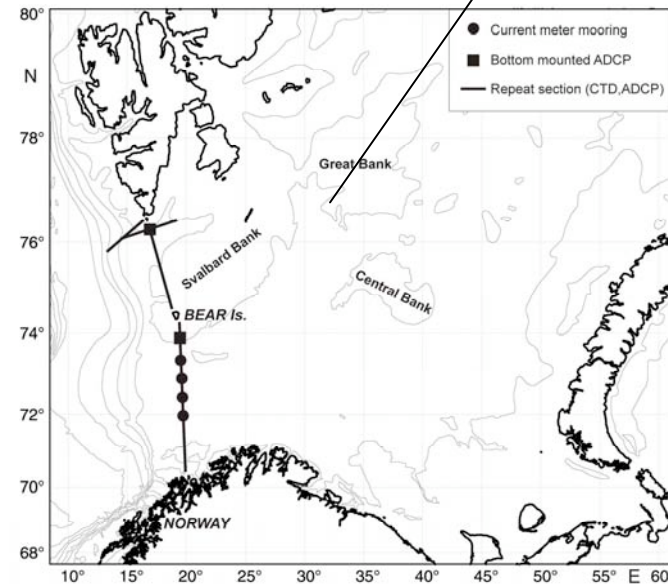 80°
N
78°
76°
74°
72°
70°
68°
Current meter mooring
Bottom mounted ADCP
Repeat section (CTD,ADCP)
Great Bank
Svalbard Bank
Central Bank
BEAR Is.
NORWAY
10° 15° 20° 25° 30° 35° 40° 45° 50° 55° E 60